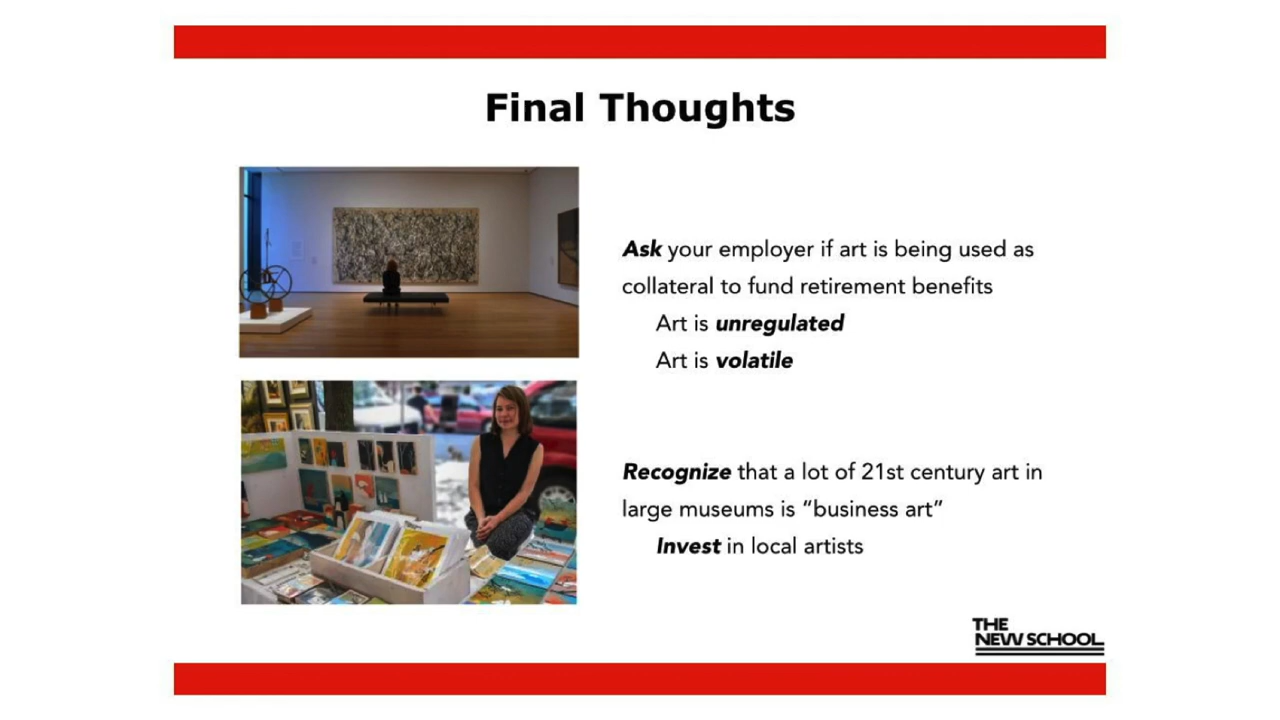 Final Thoughts
Ask your employer if art is being used as
collateral to fund retirement benefits
Art is unregulated
Art is volatile
Recognize that a lot of 21st century art in
large museums is “business art”
Invest in local artists
THE
NEW SCHOOL